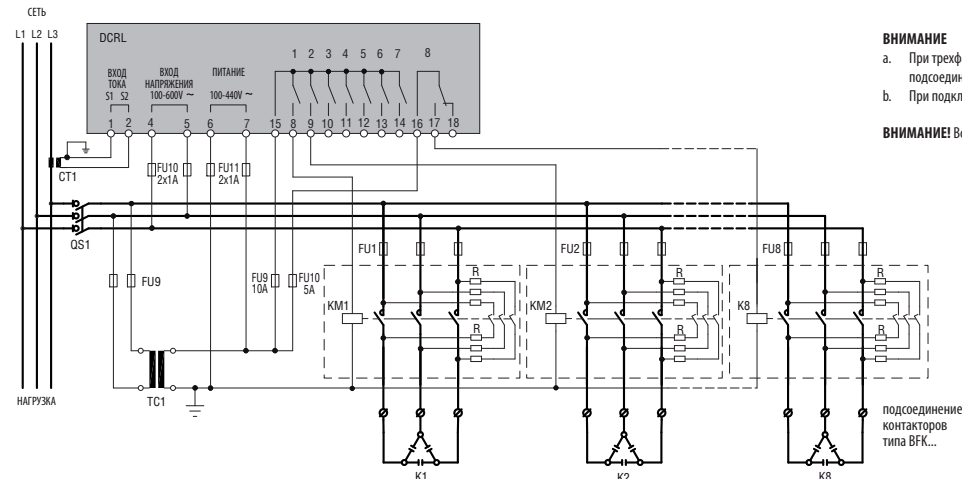 СЕТЬ
L1 L2 L3
DCRL
ВХОД
ТОКА
S1 S2
ВХОД
НАПРЯЖЕНИЯ
100-600V ~
ПИТАНИЕ
100-440V ~
1 2 3 4 5 6 7 8
1 2 4 5 6 7 15 8 9 10 11 12 13 14 16 17 18
CT1
FU10
2x1A
FU11
2x1A
QS1
FU9
FU9
10A
FU10
5A
FU1
FU2
FU8
KM1
R
R
KM2
R
R
K8
R
R
TC1
НАГРУЗКА
K1
K2
K8
ВНИМАНИЕ
a. При трехф
подсоедин
b. При подкл
ВНИМАНИЕ! Вс
подсоединение
контакторов
типа BFK...